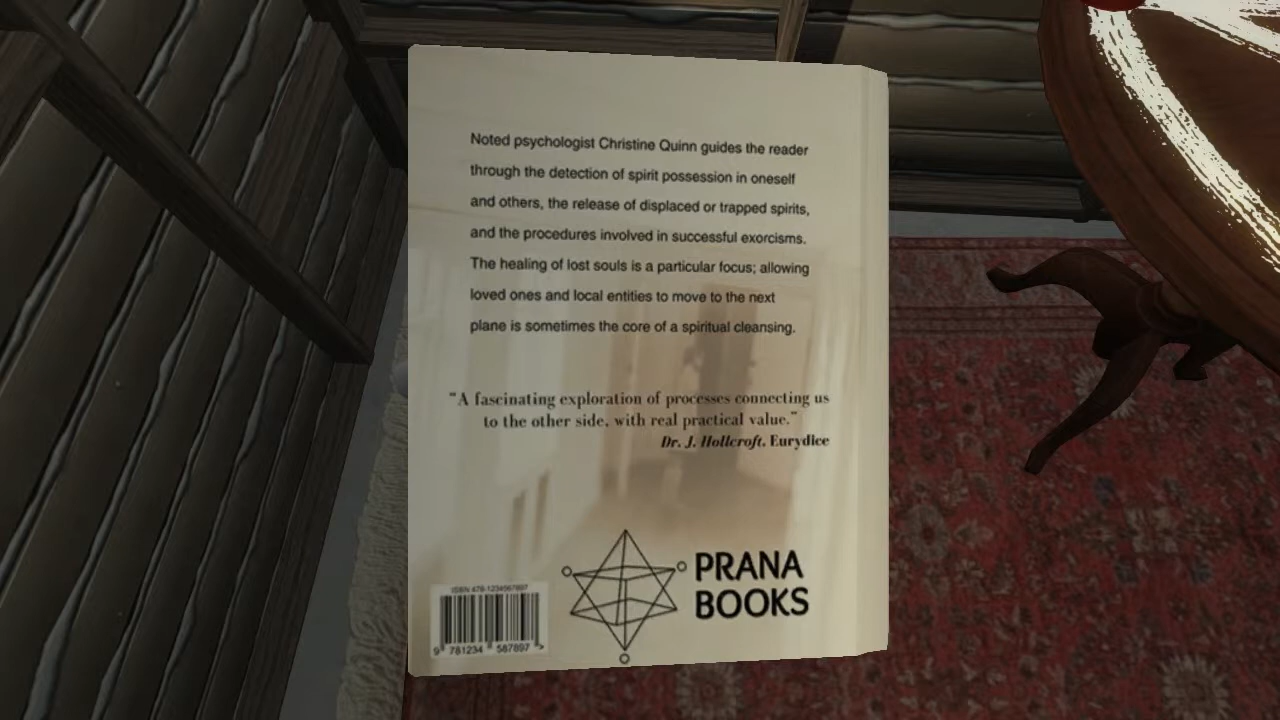 Noted psychologist Christine Quinn guides the reader
through the detection of spirit possession in oneself
and others, the release of displaced or trapped spirits,
and the procedures involved in successful exorcisms.
The healing of lost souls is a particular focus; allowing
loved ones and local entities to move to the next
plane is sometimes the core of a spiritual cleansing.
"A fascinating exploration of processes connecting us
to the other side, with real practical value."
Dr. J. Hollcroft, Eurydice
PRANA
BOOKS
ISBN 478-1234567897
9 781234 587897 >